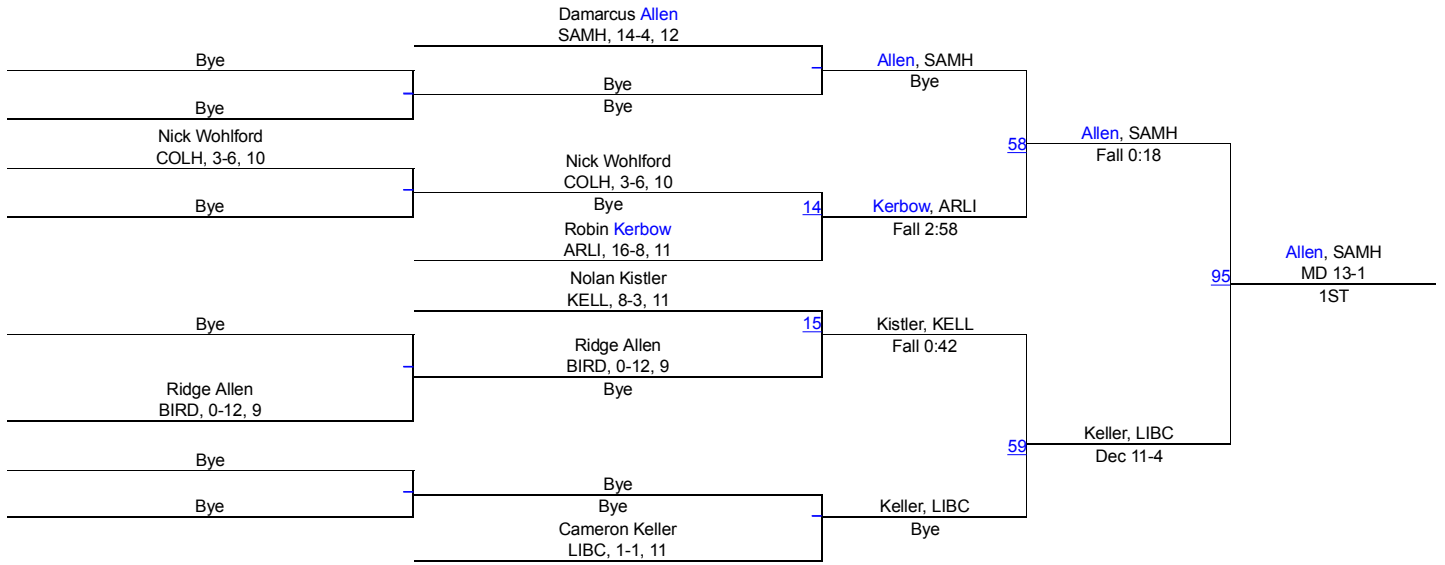 Damarcus Allen
SAMH, 14-4, 12
Bye
Bye
Nick Wohlford
COLH, 3-6, 10
Bye
Bye
Ridge Allen
BIRD, 0-12, 9
Bye
Bye
Bye
Bye
Nick Wohlford
COLH, 3-6, 10
Bye
Robin Kerbow
ARLI, 16-8, 11
Nolan Kistler
KELL, 8-3, 11
Ridge Allen
BIRD, 0-12, 9
Bye
Bye
Bye
Cameron Keller
LIBC, 1-1, 11
14
15
Allen, SAMH
Bye
Kerbow, ARLI
Fall 2:58
Kistler, KELL
Fall 0:42
Keller, LIBC
Bye
58
59
Allen, SAMH
Fall 0:18
Keller, LIBC
Dec 11-4
95
Allen, SAMH
MD 13-1
1ST